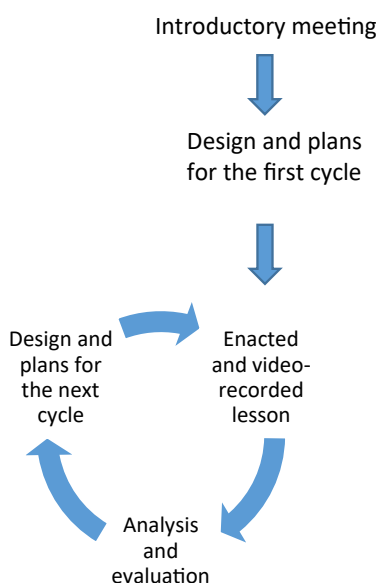 Introductory meeting
Design and plans
for the first cycle
Design and
plans for
the next
cycle
Enacted
and video-
recorded
lesson
Analysis
and
evaluation